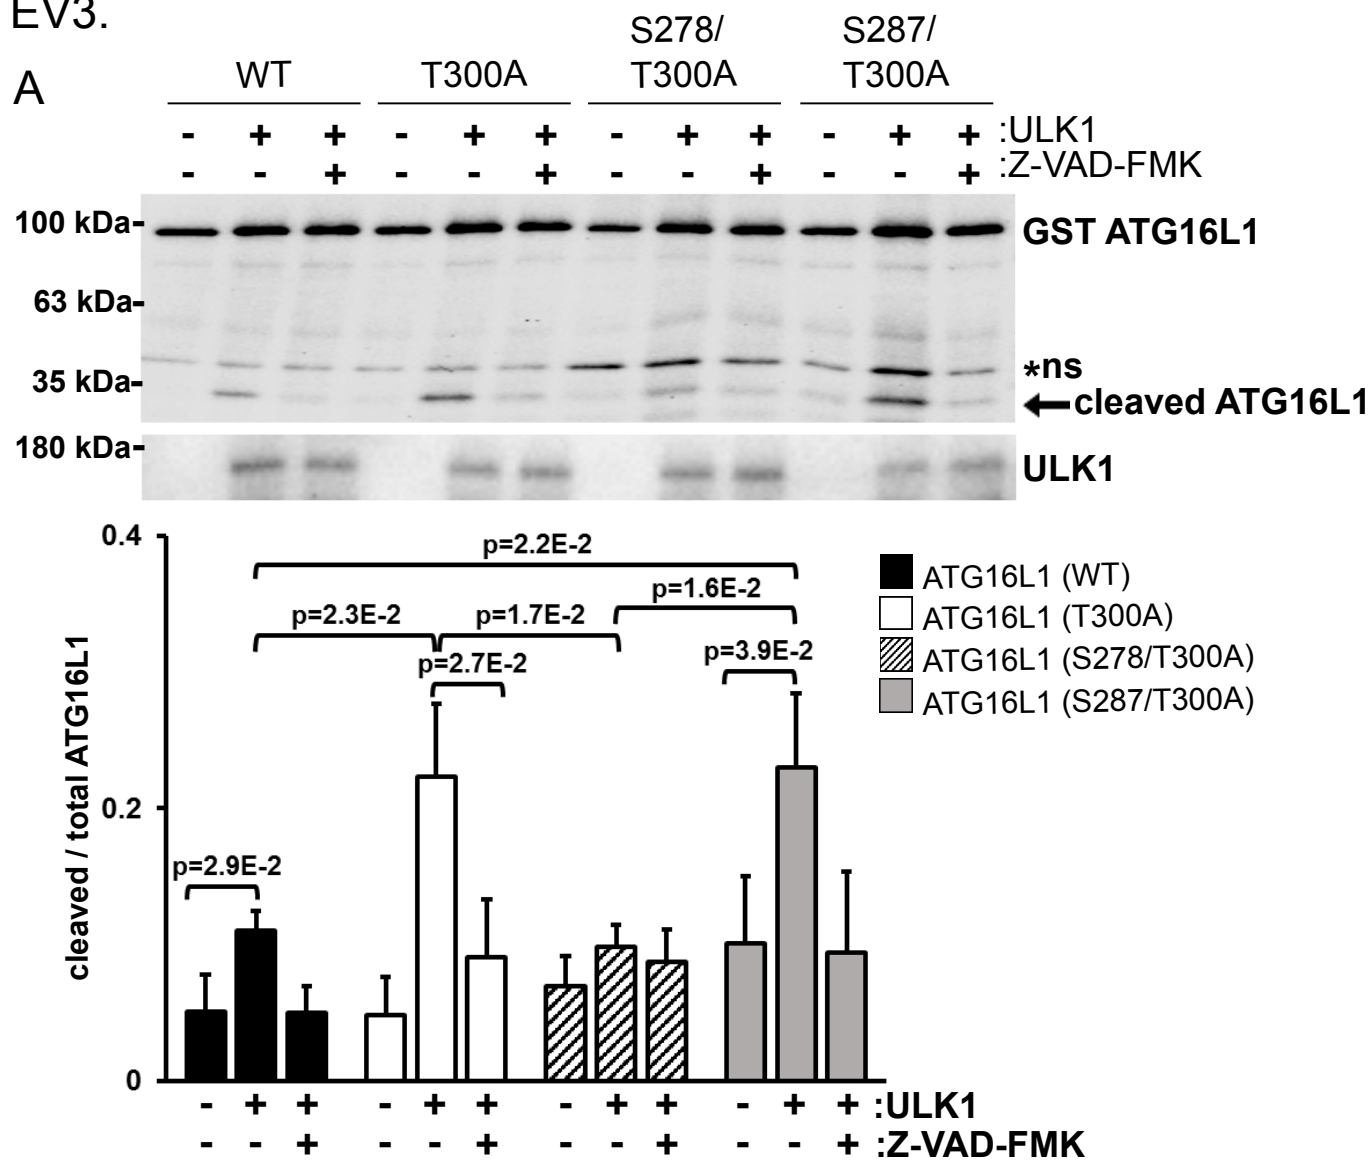 EV3.
A
WT T300A S278/ T300A S287/ T300A
- + + - + + - + + - + + :ULK1
- - + - - + - - + - - + :Z-VAD-FMK
100 kDa- GST ATG16L1
63 kDa-
*ns
35 kDa-
cleaved ATG16L1
180 kDa-
ULK1
0.4
p=2.2E-2
p=1.6E-2
p=2.3E-2 p=1.7E-2
p=2.7E-2 p=3.9E-2
ATG16L1 (WT)
ATG16L1 (T300A)
ATG16L1 (S278/T300A)
ATG16L1 (S287/T300A)
cleaved / total ATG16L1
0.2
p=2.9E-2
0
- + + - + + - + + - + + :ULK1
- - + - - + - - + - - + :Z-VAD-FMK